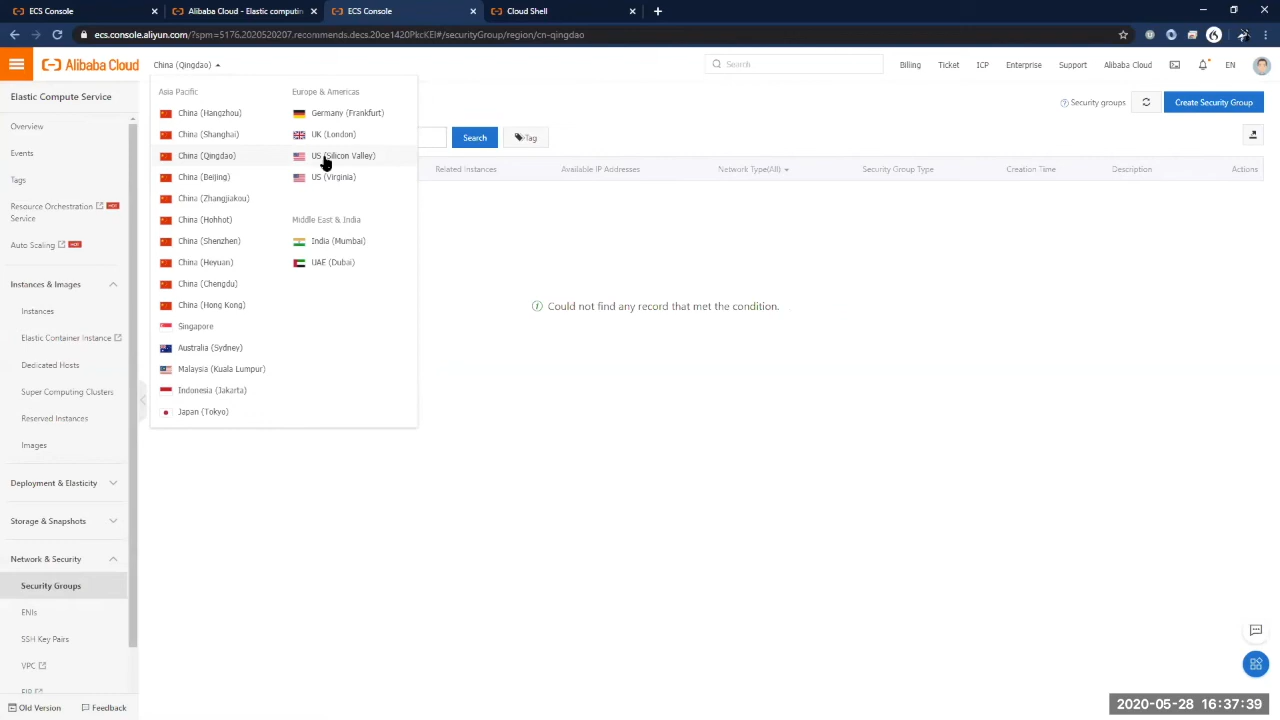 ECS Console
Alibaba Cloud - Elastic computin
ECS Console
Cloud Shell
ecs.console.aliyun.com/?spm=5176.2020520207.recommends.decs.20ce1420PkcKEl#/securityGroup/region/cn-qingdao
Alibaba Cloud
China (Qingdao)
Search
Billing
Ticket
ICP
Enterprise
Support
Alibaba Cloud
EN
Elastic Compute Service
Overview
Events
Tags
Resource Orchestration HOT
Service
Auto Scaling HOT
Instances & Images
Instances
Elastic Container Instance
Dedicated Hosts
Super Computing Clusters
Reserved Instances
Images
Deployment & Elasticity
Storage & Snapshots
Network & Security
Security Groups
ENIs
SSH Key Pairs
VPC
EIP
Old Version
Feedback
Asia Pacific
China (Hangzhou)
China (Shanghai)
China (Qingdao)
China (Beijing)
China (Zhangjiakou)
China (Hohhot)
China (Shenzhen)
China (Heyuan)
China (Chengdu)
China (Hong Kong)
Singapore
Australia (Sydney)
Malaysia (Kuala Lumpur)
Indonesia (Jakarta)
Japan (Tokyo)
Europe & Americas
Germany (Frankfurt)
UK (London)
US (Silicon Valley)
US (Virginia)
Middle East & India
India (Mumbai)
UAE (Dubai)
Security groups
Create Security Group
Search
Tag
Related Instances
Available IP Addresses
Network Type(All)
Security Group Type
Creation Time
Description
Actions
Could not find any record that met the condition.
2020-05-28 16:37:39